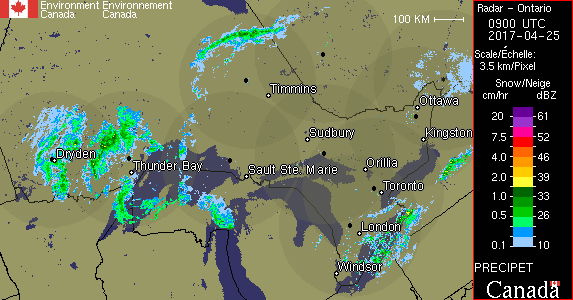 Environment Environnement
Canada Canada
100 KM
Timmins
Ottawa
Sudbury
Kingston
Dryden
Thunder Bay
Sault Ste. Marie
Orillia
Toronto
London
Windsor
Radar - Ontario
0900 UTC
2017-04-25
Scale/Échelle:
3.5 km/Pixel
Snow/Neige
cm/hr dBZ
20 61
7.5 52
4.0 46
2.0 39
1.0 33
0.5 26
0.1 10
PRECIPET
Canada